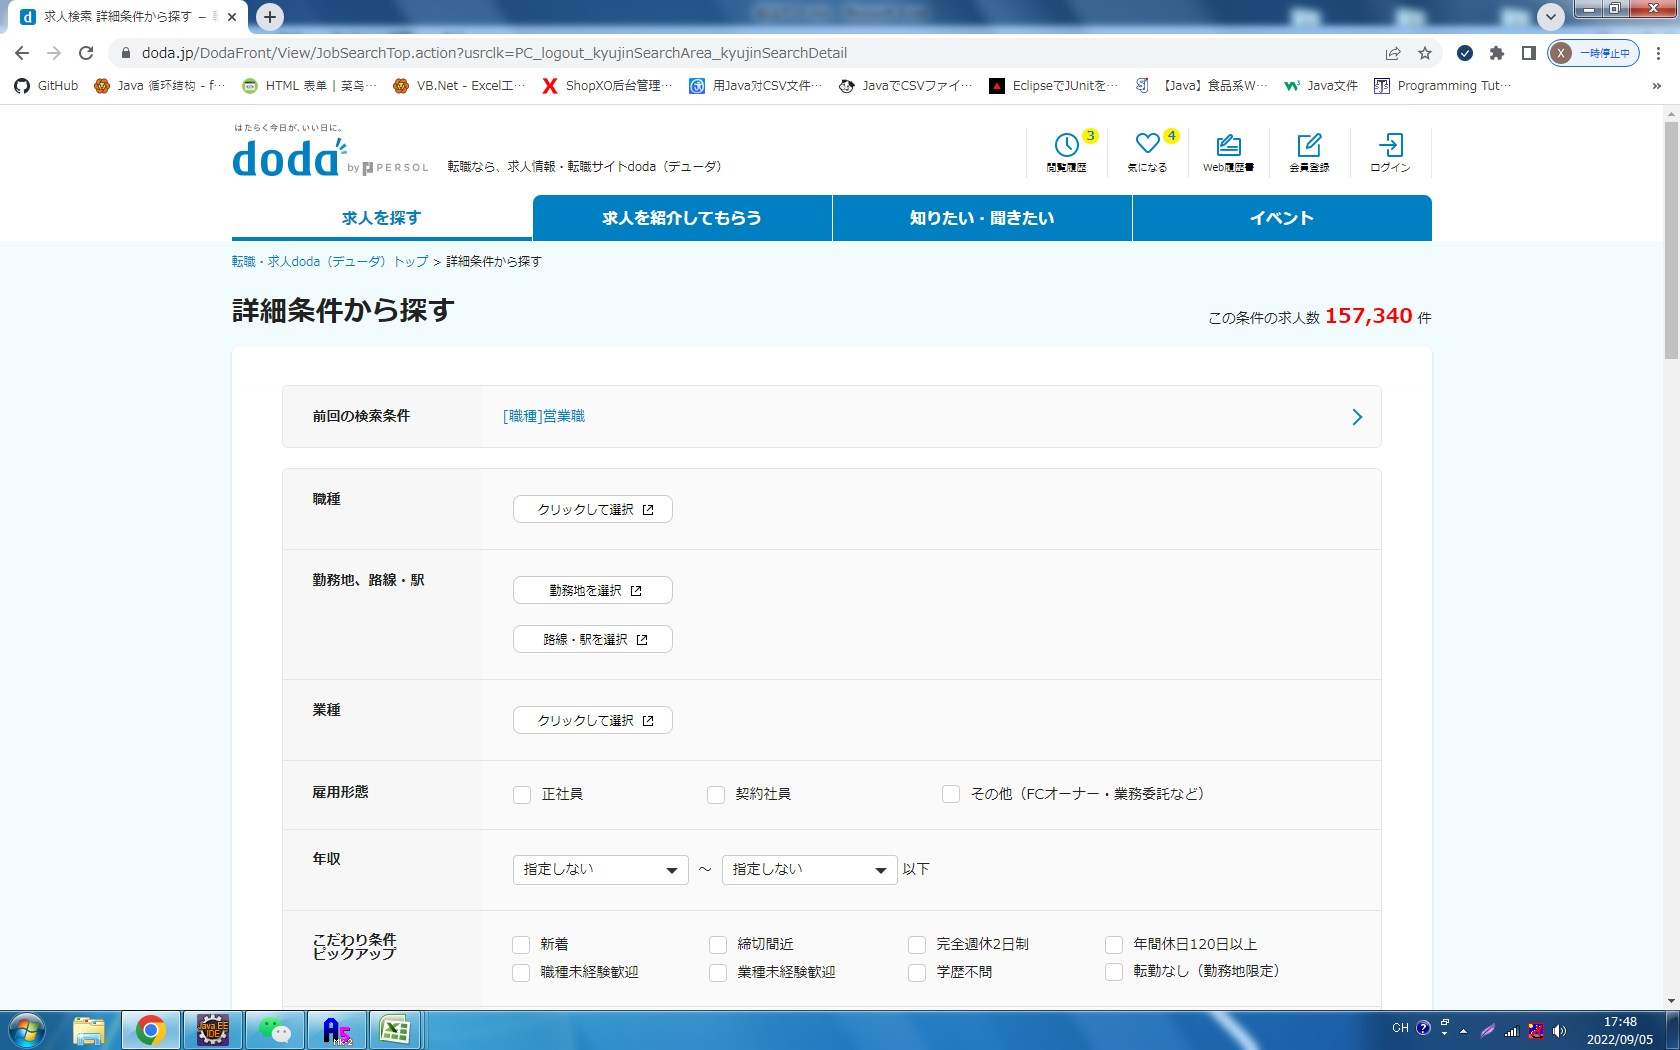 求人検索 詳細条件から探す –
doda.jp/DodaFront/View/JobSearchTop.action?usrclk=PC_logout_kyujinSearchArea_kyujinSearchDetail
X 一時停止中
GitHub Java 循环结构 - f··· HTML 表单 | 菜鸟··· VB.Net - Excel工··· ShopXO后台管理··· 用Java对CSV文件··· JavaでCSVファイ··· EclipseでJUnitを··· 【Java】食品系W··· Java文件 Programming Tut··· »
はたらく今日が、いい日に。
doda by PERSOL 転職なら、求人情報・転職サイトdoda（デューダ）
3 4
閲覧履歴 気になる Web履歴書 会員登録 ログイン
求人を探す 求人を紹介してもらう 知りたい・聞きたい イベント
転職・求人doda（デューダ）トップ > 詳細条件から探す
詳細条件から探す
この条件の求人数 157,340 件
前回の検索条件 [職種]営業職
職種 クリックして選択
勤務地、路線・駅 勤務地を選択
路線・駅を選択
業種 クリックして選択
雇用形態 正社員 契約社員 その他（FCオーナー・業務委託など）
年収 指定しない ～ 指定しない 以下
こだわり条件
ピックアップ
新着 締切間近 完全週休2日制 年間休日120日以上
職種未経験歓迎 業種未経験歓迎 学歴不問 転勤なし（勤務地限定）
Java EE
IDE
MK-2
CH
17:48
2022/09/05